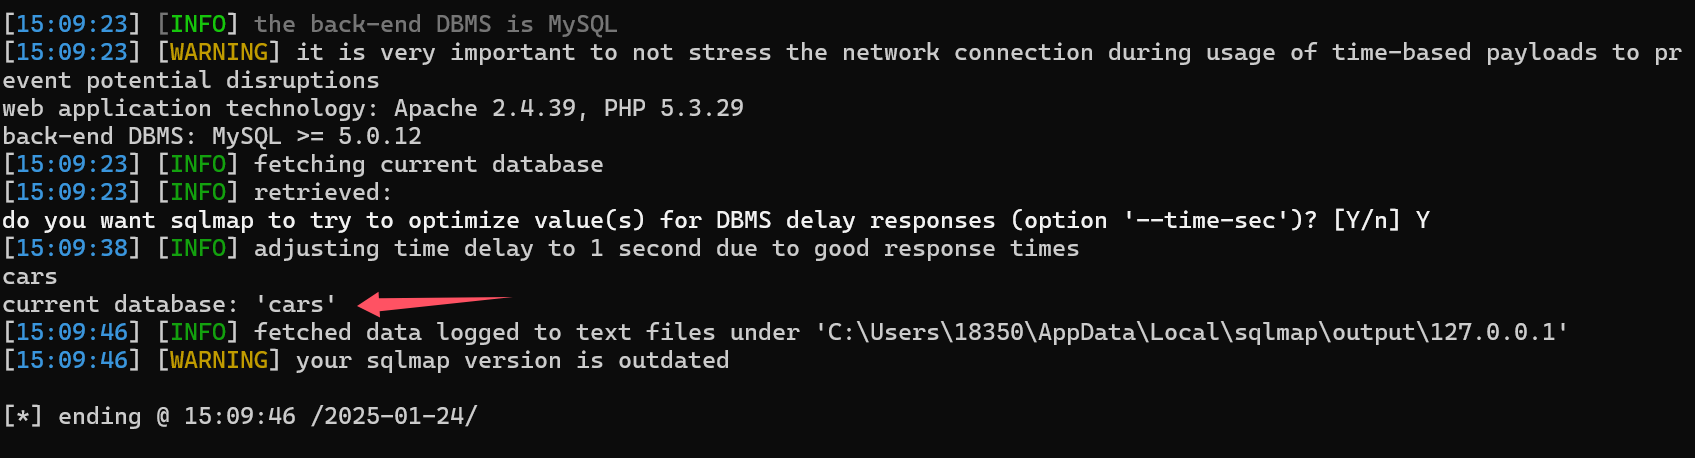 [15:09:23] [INFO] the back-end DBMS is MySQL
[15:09:23] [WARNING] it is very important to not stress the network connection during usage of time-based payloads to pr
event potential disruptions
web application technology: Apache 2.4.39, PHP 5.3.29
back-end DBMS: MySQL >= 5.0.12
[15:09:23] [INFO] fetching current database
[15:09:23] [INFO] retrieved:
do you want sqlmap to try to optimize value(s) for DBMS delay responses (option '--time-sec')? [Y/n] Y
[15:09:38] [INFO] adjusting time delay to 1 second due to good response times
cars
current database: 'cars'
[15:09:46] [INFO] fetched data logged to text files under 'C:\Users\18350\AppData\Local\sqlmap\output\127.0.0.1'
[15:09:46] [WARNING] your sqlmap version is outdated
[*] ending @ 15:09:46 /2025-01-24/